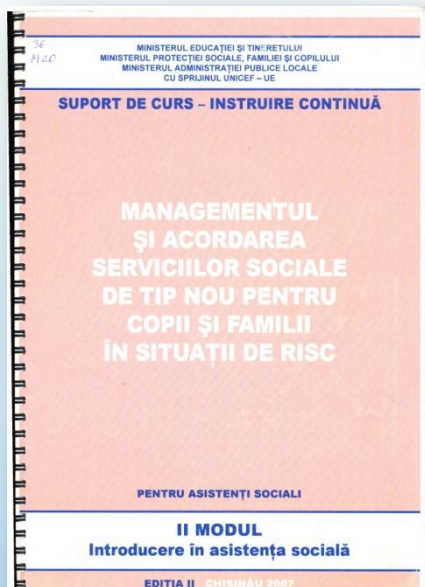 36
M 20
MINISTERUL EDUCAȚIEI ȘI TINERETULUI
MINISTERUL PROTECȚIEI SOCIALE, FAMILIEI ȘI COPILULUI
MINISTERUL ADMINISTRAȚIEI PUBLICE LOCALE
CU SPRIJINUL UNICEF – UE
SUPORT DE CURS – INSTRUIRE CONTINUĂ
MANAGEMENTUL
ȘI ACORDAREA
SERVICIILOR SOCIALE
DE TIP NOU PENTRU
COPII ȘI FAMILII
ÎN SITUAȚII DE RISC
PENTRU ASISTENȚI SOCIALI
II MODUL
Introducere în asistența socială
EDIȚIA II CHIȘINĂU 2007